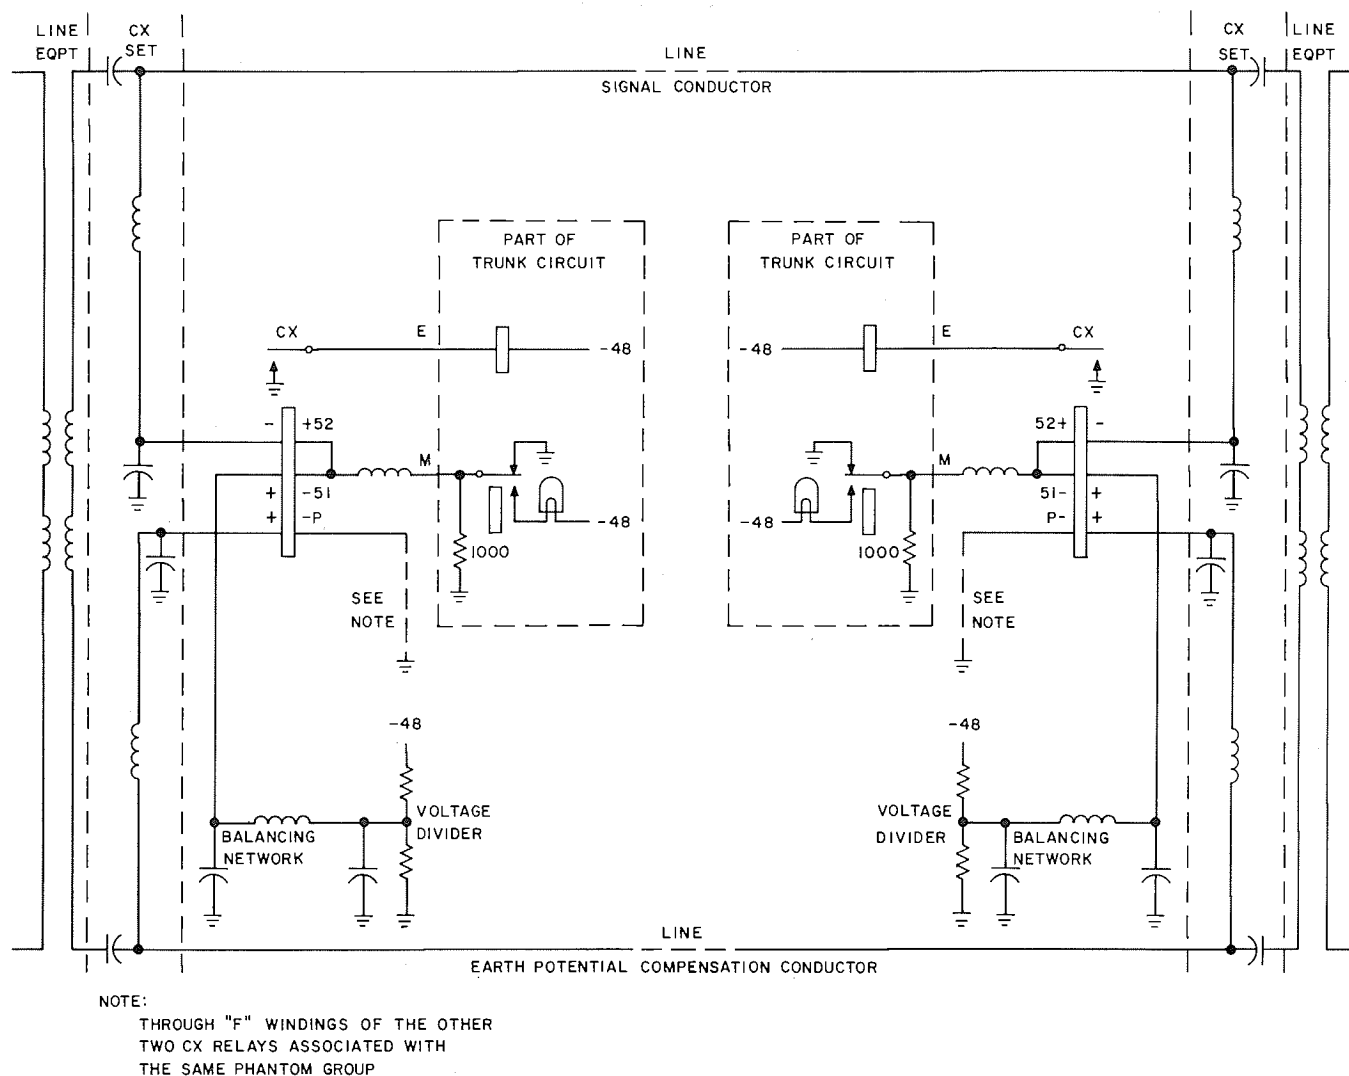 LINE
EQPT
CX
SET
LINE
SIGNAL CONDUCTOR
CX
SET
LINE
EQPT
PART OF
TRUNK CIRCUIT
PART OF
TRUNK CIRCUIT
CX
E
-48
-48
E
CX
- +52
52+ -
M
M
+ -51
51- +
+ -P
P- +
-48
-48
1000
1000
SEE
NOTE
SEE
NOTE
-48
-48
VOLTAGE
DIVIDER
VOLTAGE
DIVIDER
BALANCING
NETWORK
BALANCING
NETWORK
LINE
EARTH POTENTIAL COMPENSATION CONDUCTOR
NOTE:
THROUGH "F" WINDINGS OF THE OTHER
TWO CX RELAYS ASSOCIATED WITH
THE SAME PHANTOM GROUP